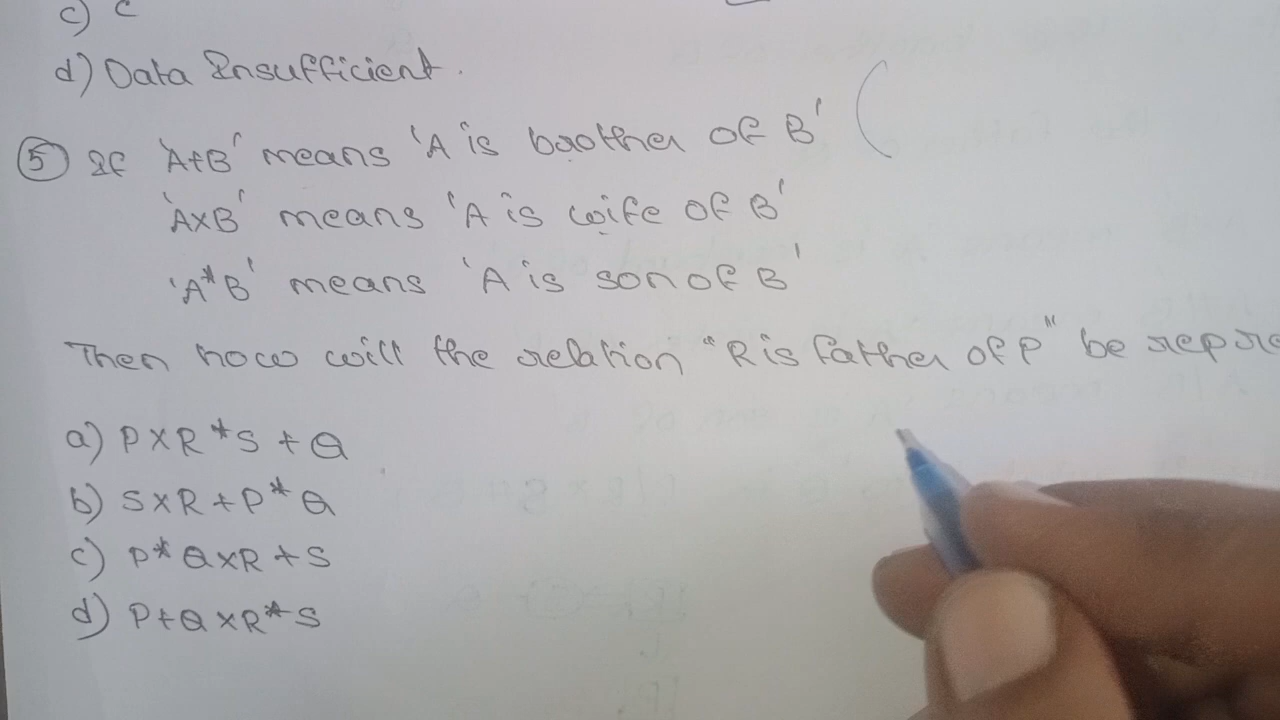 c) c
d) Data Insufficient.
5 If 'A+B' means 'A is brother of B'
'A×B' means 'A is wife of B'
'A*B' means 'A is son of B'
Then how will the relation "R is father of P" be repre
a) P×R*S+Q
b) S×R+P*Q
c) P*Q×R+S
d) P+Q×R*S